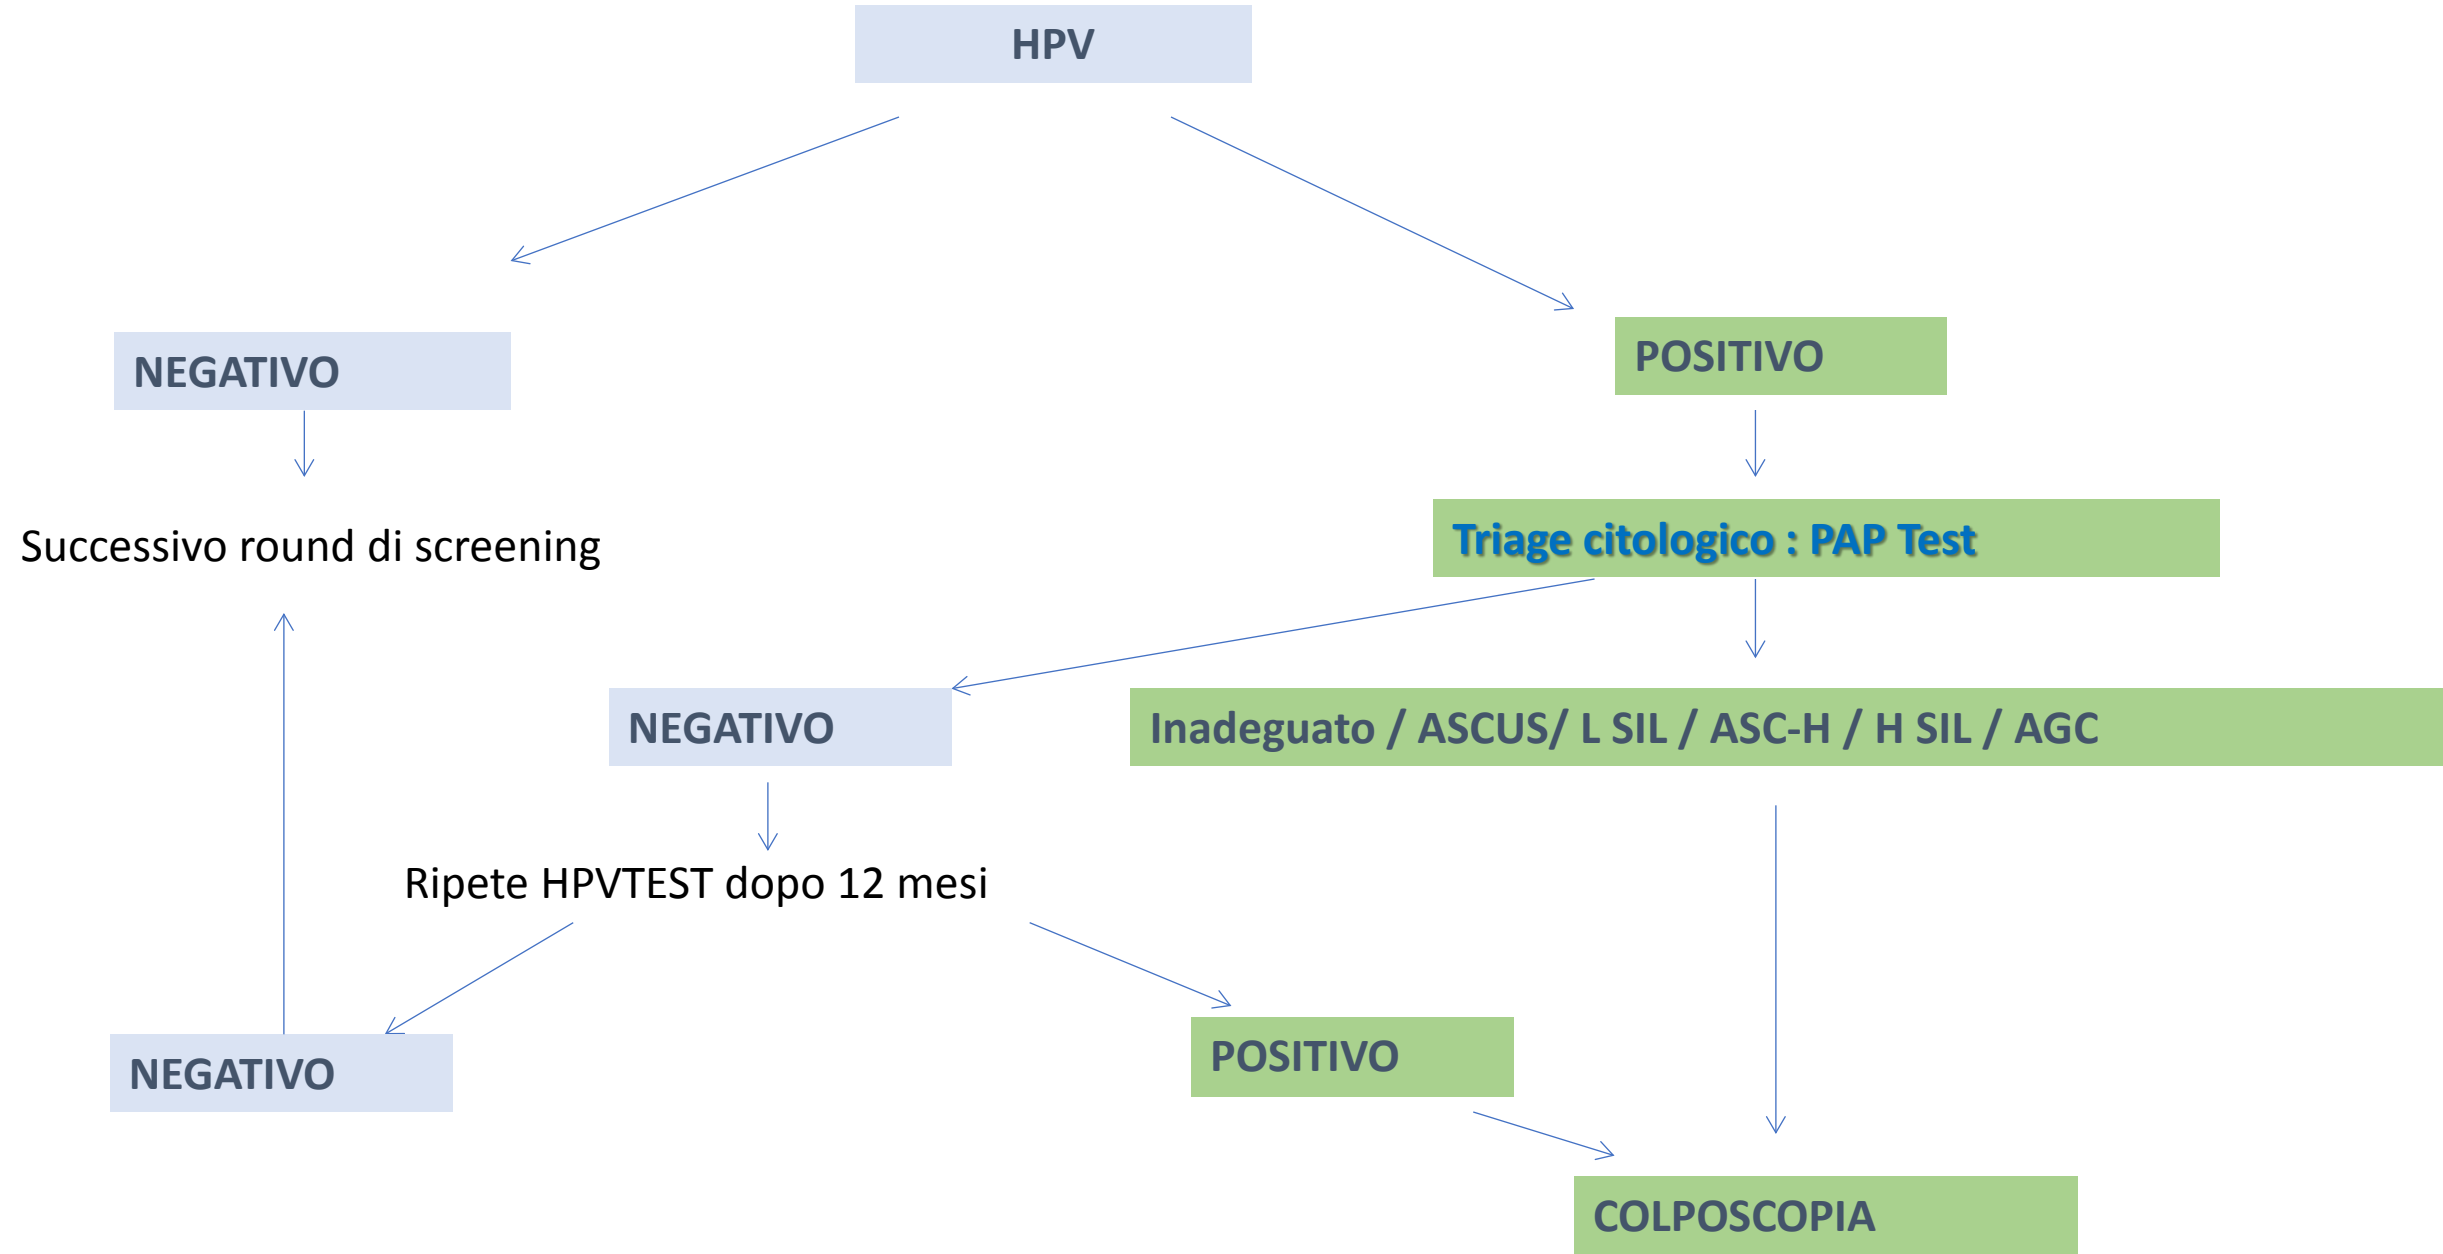 HPV
NEGATIVO
POSITIVO
Successivo round di screening
Triage citologico : PAP Test
NEGATIVO
Inadeguato / ASCUS/ L SIL / ASC-H / H SIL / AGC
Ripete HPVTEST dopo 12 mesi
NEGATIVO
POSITIVO
COLPOSCOPIA